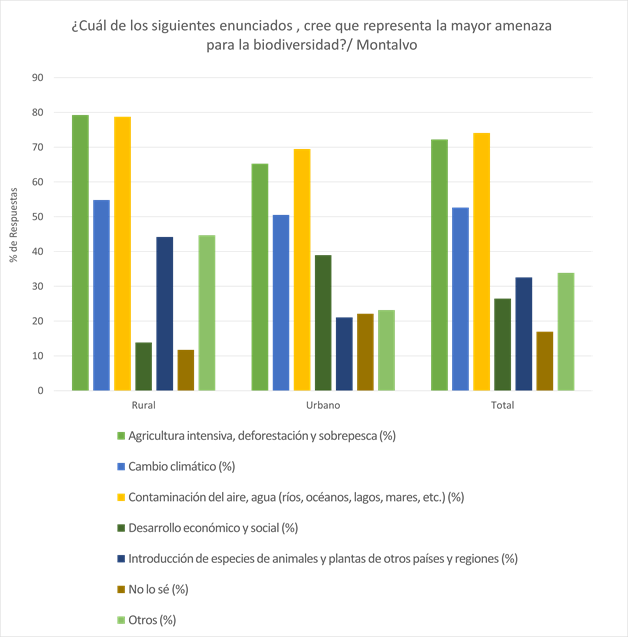 ¿Cuál de los siguientes enunciados , cree que representa la mayor amenaza
para la biodiversidad?/ Montalvo
% de Respuestas
90
80
70
60
50
40
30
20
10
0
Rural Urbano Total
Agricultura intensiva, deforestación y sobrepesca (%)
Cambio climático (%)
Contaminación del aire, agua (ríos, océanos, lagos, mares, etc.) (%)
Desarrollo económico y social (%)
Introducción de especies de animales y plantas de otros países y regiones (%)
No lo sé (%)
Otros (%)